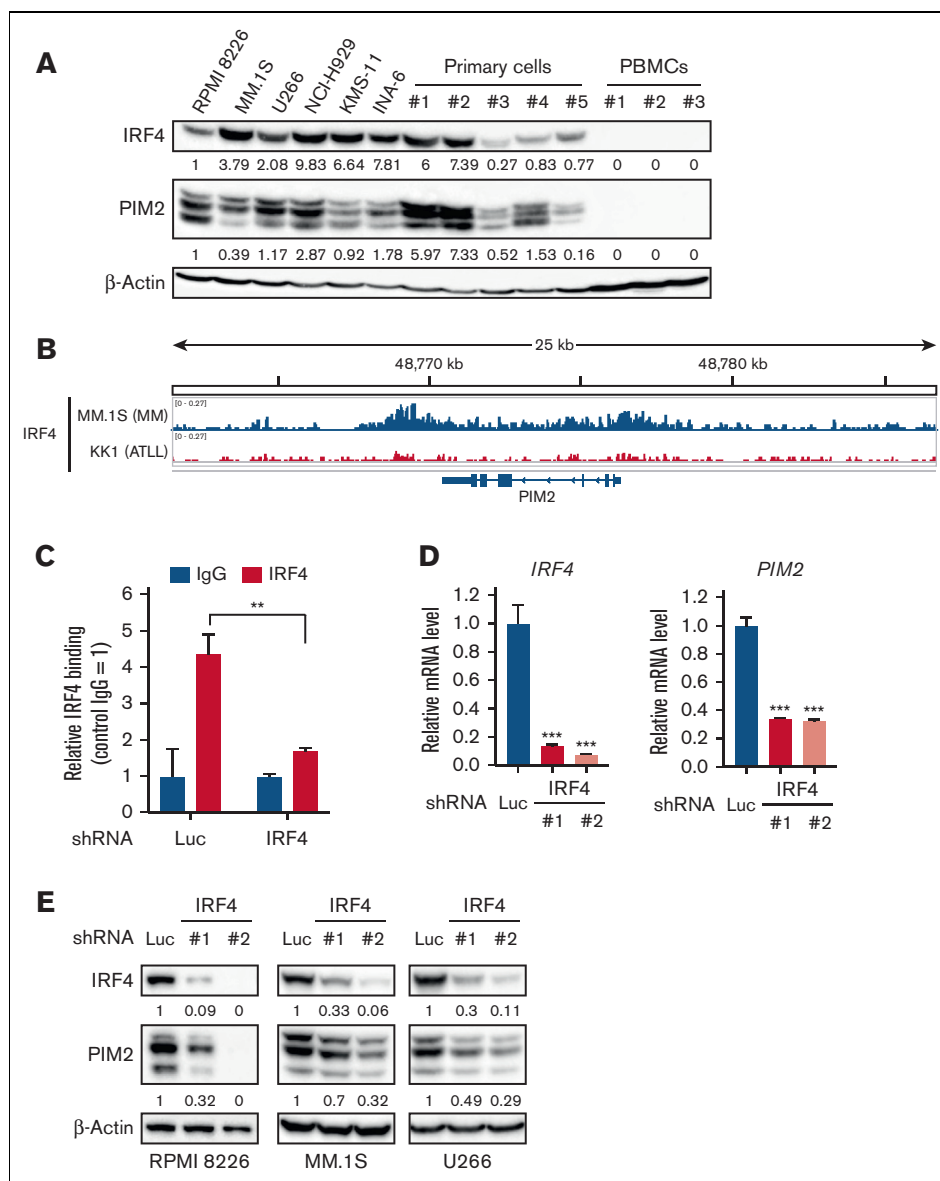 A
RPMI 8226
MM.1S
U266
NCI-H929
KMS-11
INA-6
Primary cells
PBMCs
#1 #2 #3 #4 #5 #1 #2 #3
IRF4
1 3.79 2.08 9.83 6.64 7.81 6 7.39 0.27 0.83 0.77 0 0 0
PIM2
1 0.39 1.17 2.87 0.92 1.78 5.97 7.33 0.52 1.53 0.16 0 0 0
β-Actin
B
25 kb
48,770 kb 48,780 kb
[0 - 0.27]
MM.1S (MM)
IRF4
[0 - 0.27]
KK1 (ATLL)
PIM2
C
IgG IRF4
Relative IRF4 binding
(control IgG = 1)
6
5
4
3
2
1
0
**
shRNA Luc IRF4
D
IRF4
Relative mRNA level
1.2
1.0
0.8
0.6
0.4
0.2
0.0
*** ***
shRNA Luc IRF4
#1 #2
PIM2
Relative mRNA level
1.2
1.0
0.8
0.6
0.4
0.2
0.0
*** ***
shRNA Luc IRF4
#1 #2
E
IRF4 IRF4 IRF4
shRNA Luc #1 #2 Luc #1 #2 Luc #1 #2
IRF4
1 0.09 0 1 0.33 0.06 1 0.3 0.11
PIM2
1 0.32 0 1 0.7 0.32 1 0.49 0.29
β-Actin
RPMI 8226 MM.1S U266